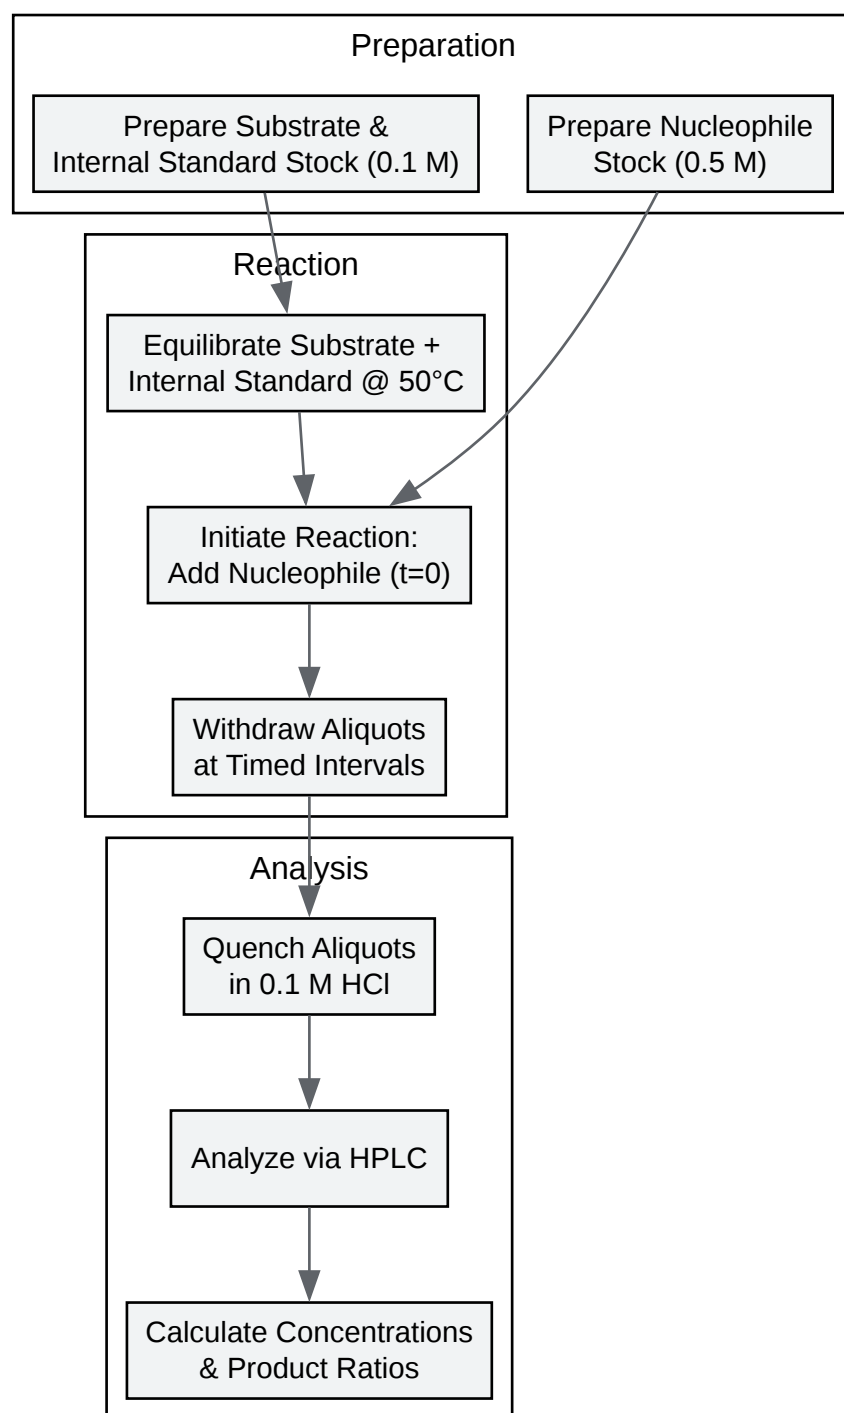 Preparation
Prepare Substrate &
Internal Standard Stock (0.1 M)
Prepare Nucleophile
Stock (0.5 M)
Reaction
Equilibrate Substrate +
Internal Standard @ 50°C
Initiate Reaction:
Add Nucleophile (t=0)
Withdraw Aliquots
at Timed Intervals
Analysis
Quench Aliquots
in 0.1 M HCl
Analyze via HPLC
Calculate Concentrations
& Product Ratios